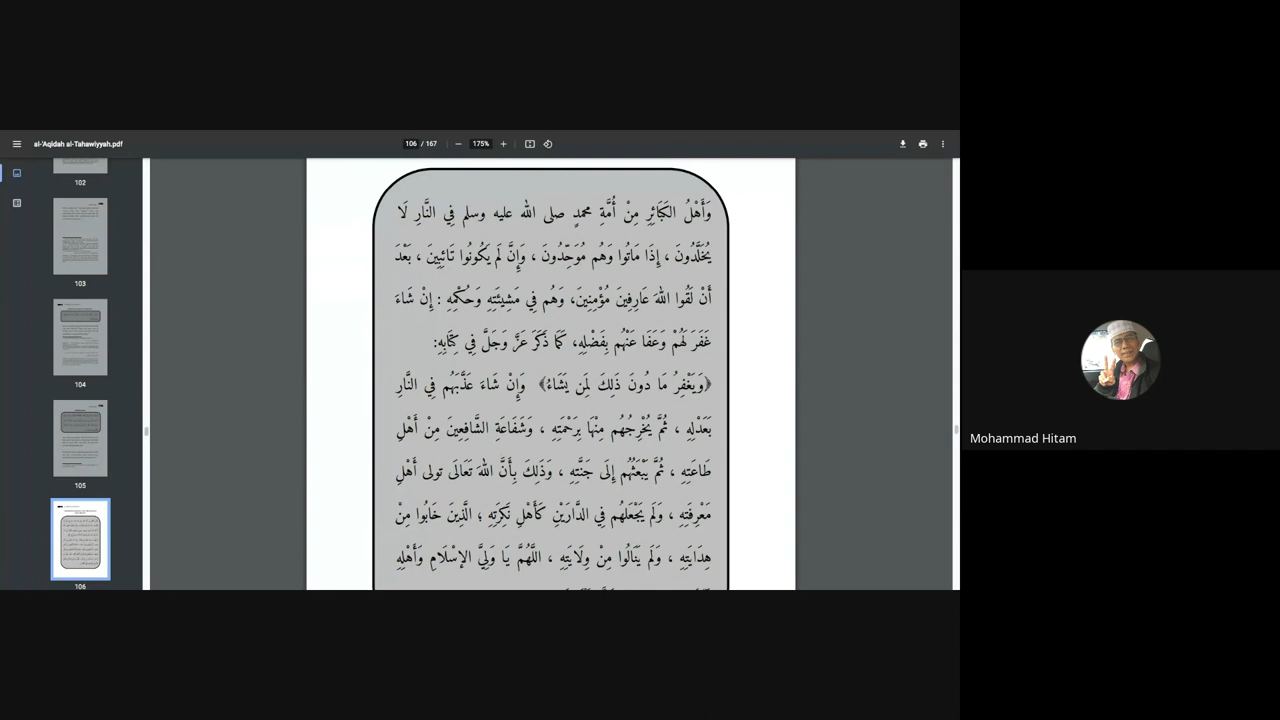 al-'Aqidah al-Tahawiyyah.pdf
106 / 167
175%
102
103
104
105
106
وَأَهْلُ الكَبَائِرِ مِنْ أُمَّةِ محمدٍ صلى الله عليه وسلم فِي النَّارِ لَا
يُخَلَّدُونَ ، إِذَا مَاتُوا وَهُم مُوَحِّدُونَ ، وَإِنَّ لَم يَكُونُوا تَائِبِينَ ، بَعْدَ
أَنْ لَقُوا اللهَ عَارِفِينَ مُؤْمِنِينَ، وَهُم فِي مَشِيئَتِهِ وَحُكْمِهِ : إِنْ شَاءَ
غَفَرَ لَهُمْ وَعَفَا عَنْهُم بِفَضْلِهِ، كَمَا ذَكَرَ عَزَّ وَجَلَّ فِي كِتَابِهِ:
﴿وَيَغْفِرُ مَا دُونَ ذَلِكَ لِمَن يَشَاءُ﴾ وَإِنْ شَاءَ عَذَّبَهُم فِي النَّارِ
بَعَدْلِهِ ، ثُمَّ يُخْرِجُهُم مِنْهَا بِرَحْمَتِهِ ، وَشَفَاعَةِ الشَّافِعِينَ مِنْ أَهْلِ
طَاعَتِهِ ، ثُمَّ يَبْعَثُهُم إِلَى جَنَّتِهِ ، وَذَلِكَ بِأَنَّ اللهَ تَعَالَى تولى أَهْلِ
مَعْرِفَتِهِ ، وَلَم يَجْعَلهُم فِي الدَّارَيْنِ كَأَهْلِ نَكِرَتِهِ ؛ الَّذِينَ خَابُوا مِنْ
هِدَايَتِهِ ، وَلَم يَنَالُوا مِنْ وِلَايَتِهِ ، اللَّهُمَّ يَا وَلِيَّ الإِسْلَامِ وَأَهْلِهِ
Mohammad Hitam